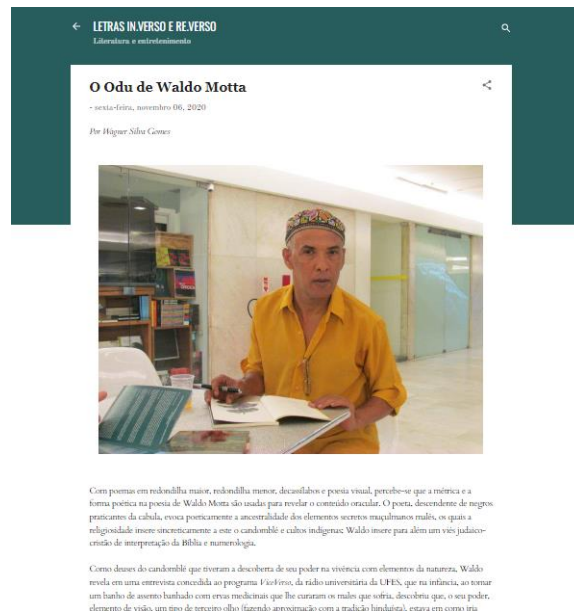 LETRAS IN.VERSO E RE.VERSO
Literatura e entretenimento
O Odu de Waldo Motta
- sexta-feira, novembro 06, 2020
Por Wagner Silva Gomes
Com poemas em redondilha maior, redondilha menor, decassílabos e poesia visual, percebe-se que a métrica e a
forma poética na poesia de Waldo Motta são usadas para revelar o conteúdo oracular. O poeta, descendente de negros
praticantes da cabula, evoca poeticamente a ancestralidade dos elementos secretos muçulmanos malês, os quais a
religiosidade insere sincreticamente a este o candomblé e cultos indígenas; Waldo insere para além um viés judaico-
cristão de interpretação da Bíblia e numerologia.
Como deuses do candomblé que tiveram a descoberta de seu poder na vivência com elementos da natureza, Waldo
revela em uma entrevista concedida ao programa ViceVerso, da rádio universitária da UFES, que na infância, ao tomar
um banho de assento banhado com ervas medicinais que lhe curaram os males que sofria, descobriu que, o seu poder,
elemento de visão, um tipo de terceiro olho (fazendo aproximação com a tradição hinduísta), estava em como iria